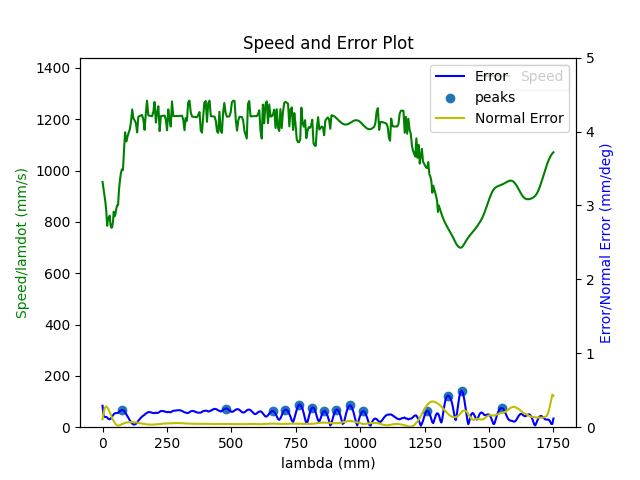 Speed and Error Plot
1400
1200
1000
800
600
400
200
0
Speed/lamdot (mm/s)
5
4
3
2
1
0
Error/Normal Error (mm/deg)
Error
Speed
peaks
Normal Error
0 250 500 750 1000 1250 1500 1750
lambda (mm)